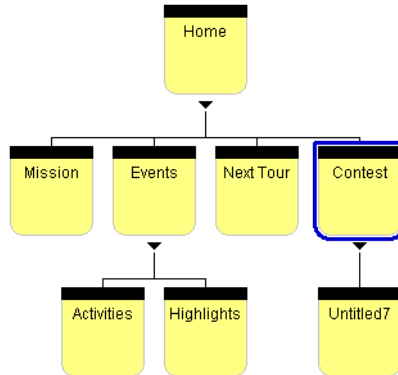 Home
Mission
Events
Next Tour
Contest
Activities
Highlights
Untitled7